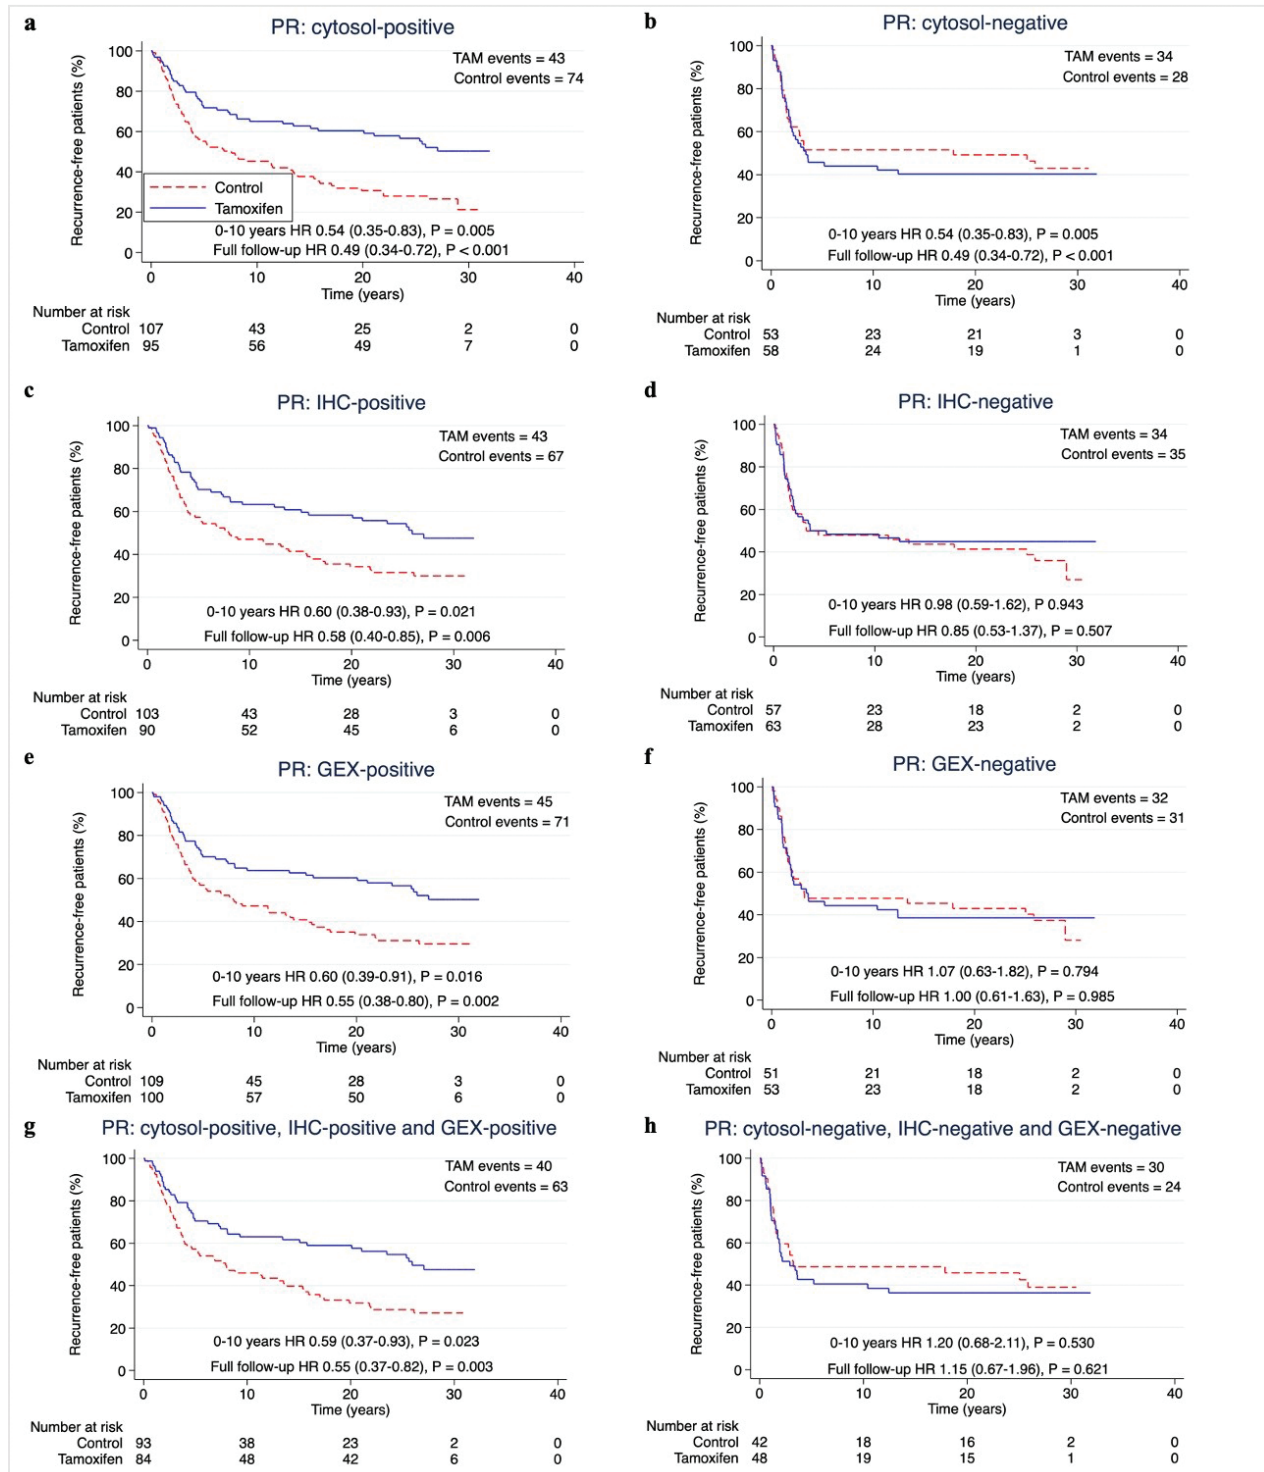 a
PR: cytosol-positive
TAM events = 43
Control events = 74
Recurrence-free patients (%)
100
80
60
40
20
0
Control
Tamoxifen
0-10 years HR 0.54 (0.35-0.83), P = 0.005
Full follow-up HR 0.49 (0.34-0.72), P < 0.001
0 10 20 30 40
Time (years)
Number at risk
Control 107 43 25 2 0
Tamoxifen 95 56 49 7 0
b
PR: cytosol-negative
TAM events = 34
Control events = 28
Recurrence-free patients (%)
100
80
60
40
20
0
0-10 years HR 0.54 (0.35-0.83), P = 0.005
Full follow-up HR 0.49 (0.34-0.72), P < 0.001
0 10 20 30 40
Time (years)
Number at risk
Control 53 23 21 3 0
Tamoxifen 58 24 19 1 0
c
PR: IHC-positive
TAM events = 43
Control events = 67
Recurrence-free patients (%)
100
80
60
40
20
0
0-10 years HR 0.60 (0.38-0.93), P = 0.021
Full follow-up HR 0.58 (0.40-0.85), P = 0.006
0 10 20 30 40
Time (years)
Number at risk
Control 103 43 28 3 0
Tamoxifen 90 52 45 6 0
d
PR: IHC-negative
TAM events = 34
Control events = 35
Recurrence-free patients (%)
100
80
60
40
20
0
0-10 years HR 0.98 (0.59-1.62), P 0.943
Full follow-up HR 0.85 (0.53-1.37), P = 0.507
0 10 20 30 40
Time (years)
Number at risk
Control 57 23 18 2 0
Tamoxifen 63 28 23 2 0
e
PR: GEX-positive
TAM events = 45
Control events = 71
Recurrence-free patients (%)
100
80
60
40
20
0
0-10 years HR 0.60 (0.39-0.91), P = 0.016
Full follow-up HR 0.55 (0.38-0.80), P = 0.002
0 10 20 30 40
Time (years)
Number at risk
Control 109 45 28 3 0
Tamoxifen 100 57 50 6 0
f
PR: GEX-negative
TAM events = 32
Control events = 31
Recurrence-free patients (%)
100
80
60
40
20
0
0-10 years HR 1.07 (0.63-1.82), P = 0.794
Full follow-up HR 1.00 (0.61-1.63), P = 0.985
0 10 20 30 40
Time (years)
Number at risk
Control 51 21 18 2 0
Tamoxifen 53 23 18 2 0
g
PR: cytosol-positive, IHC-positive and GEX-positive
TAM events = 40
Control events = 63
Recurrence-free patients (%)
100
80
60
40
20
0
0-10 years HR 0.59 (0.37-0.93), P = 0.023
Full follow-up HR 0.55 (0.37-0.82), P = 0.003
0 10 20 30 40
Time (years)
Number at risk
Control 93 38 23 2 0
Tamoxifen 84 48 42 6 0
h
PR: cytosol-negative, IHC-negative and GEX-negative
TAM events = 30
Control events = 24
Recurrence-free patients (%)
100
80
60
40
20
0
0-10 years HR 1.20 (0.68-2.11), P = 0.530
Full follow-up HR 1.15 (0.67-1.96), P = 0.621
0 10 20 30 40
Time (years)
Number at risk
Control 42 18 16 2 0
Tamoxifen 48 19 15 1 0